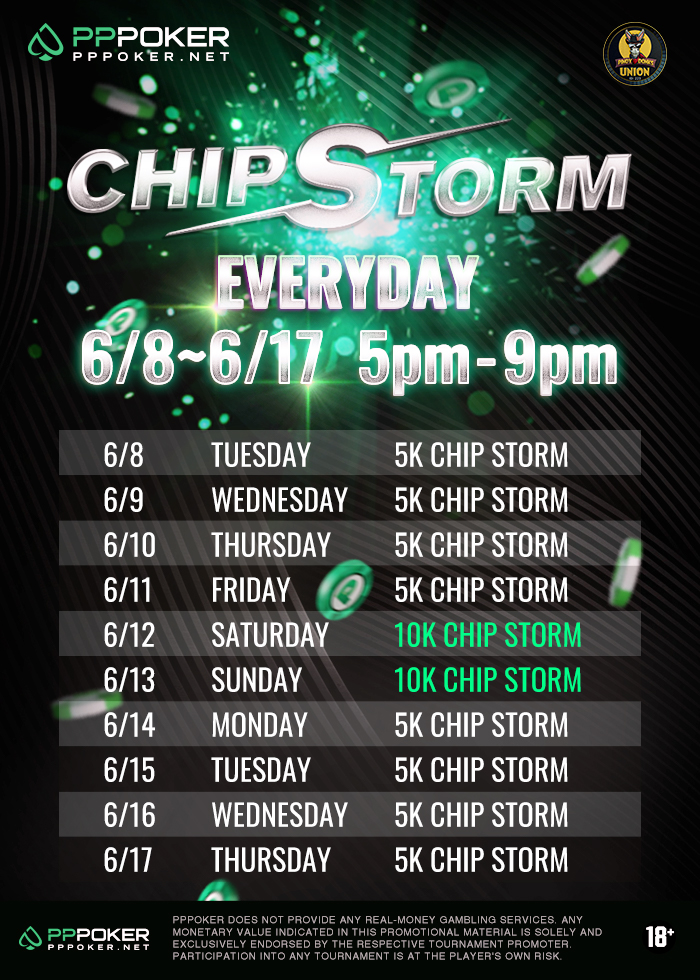 PPPOKER
PPPOKER.NET
UNION
CHIPSTORM
EVERYDAY
6/8~6/17 5pm-9pm
6/8 TUESDAY 5K CHIP STORM
6/9 WEDNESDAY 5K CHIP STORM
6/10 THURSDAY 5K CHIP STORM
6/11 FRIDAY 5K CHIP STORM
6/12 SATURDAY 10K CHIP STORM
6/13 SUNDAY 10K CHIP STORM
6/14 MONDAY 5K CHIP STORM
6/15 TUESDAY 5K CHIP STORM
6/16 WEDNESDAY 5K CHIP STORM
6/17 THURSDAY 5K CHIP STORM
PPPOKER
PPPOKER.NET
PPPOKER DOES NOT PROVIDE ANY REAL-MONEY GAMBLING SERVICES. ANY
MONETARY VALUE INDICATED IN THIS PROMOTIONAL MATERIAL IS SOLELY AND
EXCLUSIVELY ENDORSED BY THE RESPECTIVE TOURNAMENT PROMOTER.
PARTICIPATION INTO ANY TOURNAMENT IS AT THE PLAYER'S OWN RISK.
18+